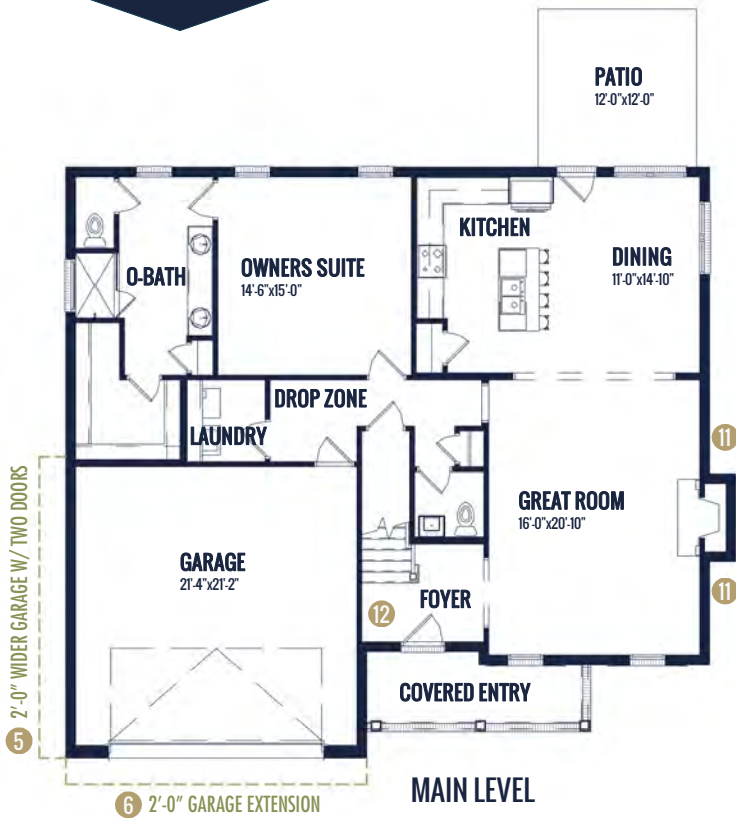 PATIO
12'-0"x12'-0"
KITCHEN
DINING
11'-0"x14'-10"
O-BATH
OWNERS SUITE
14'-6"x15'-0"
DROP ZONE
LAUNDRY
11
GREAT ROOM
16'-0"x20'-10"
GARAGE
21'-4"x21'-2"
11
12
FOYER
COVERED ENTRY
5 2'-0" WIDER GARAGE W/ TWO DOORS
6 2'-0" GARAGE EXTENSION
MAIN LEVEL